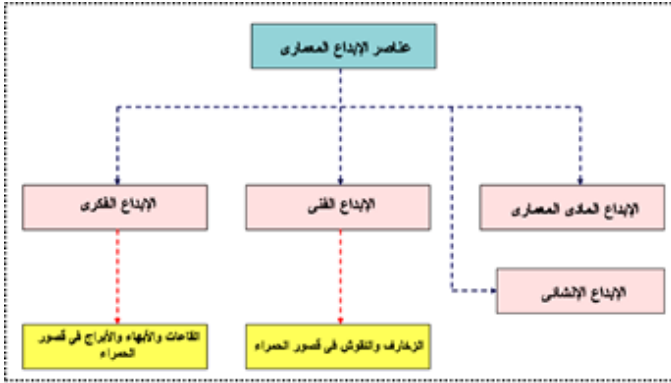 عناصر الإبداع المعمارى
الإبداع المادى المعمارى
الإبداع الفنى
الإبداع الفكرى
الإبداع الإنشائى
الزخارف والنقوش فى قصور الحمراء
القاعات والأبهاء والأبراج فى قصور
الحمراء